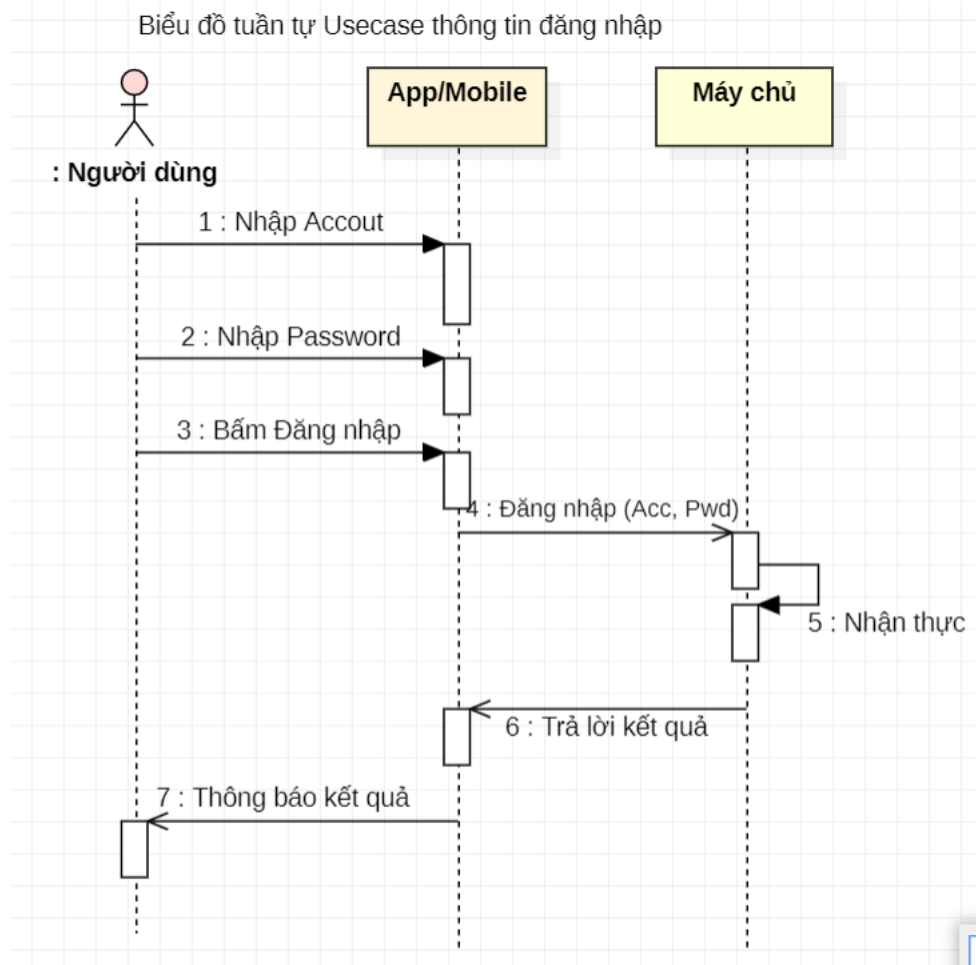 Biểu đồ tuần tự Usecase thông tin đăng nhập
App/Mobile
Máy chủ
: Người dùng
1 : Nhập Accout
2 : Nhập Password
3 : Bấm Đăng nhập
4 : Đăng nhập (Acc, Pwd)
5 : Nhận thực
6 : Trả lời kết quả
7 : Thông báo kết quả